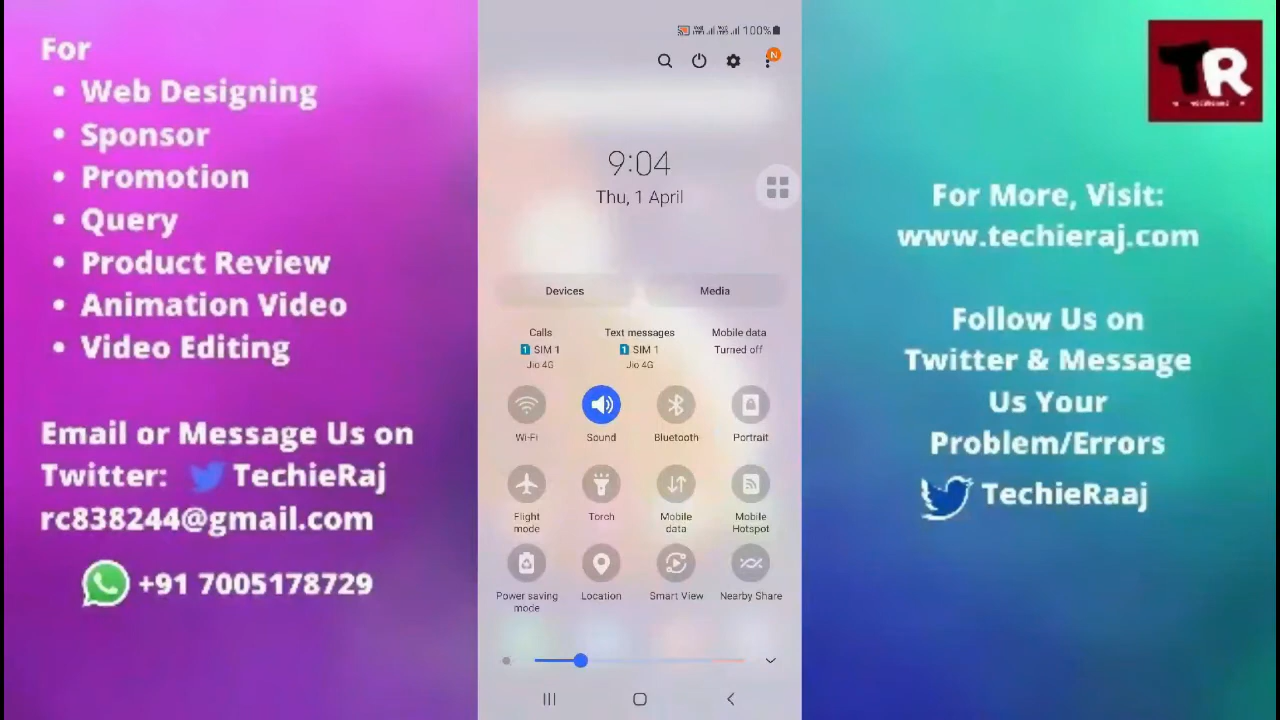 For
• Web Designing
• Sponsor
• Promotion
• Query
• Product Review
• Animation Video
• Video Editing
Email or Message Us on
Twitter: TechieRaj
rc838244@gmail.com
+91 7005178729
100%
N
9:04
Thu, 1 April
Devices
Media
Calls
1 SIM 1
Jio 4G
Text messages
1 SIM 1
Jio 4G
Mobile data
Turned off
Wi-Fi
Sound
Bluetooth
Portrait
Flight
mode
Torch
Mobile
data
Mobile
Hotspot
Power saving
mode
Location
Smart View
Nearby Share
TR
For More, Visit:
www.techieraj.com
Follow Us on
Twitter & Message
Us Your
Problem/Errors
TechieRaaj